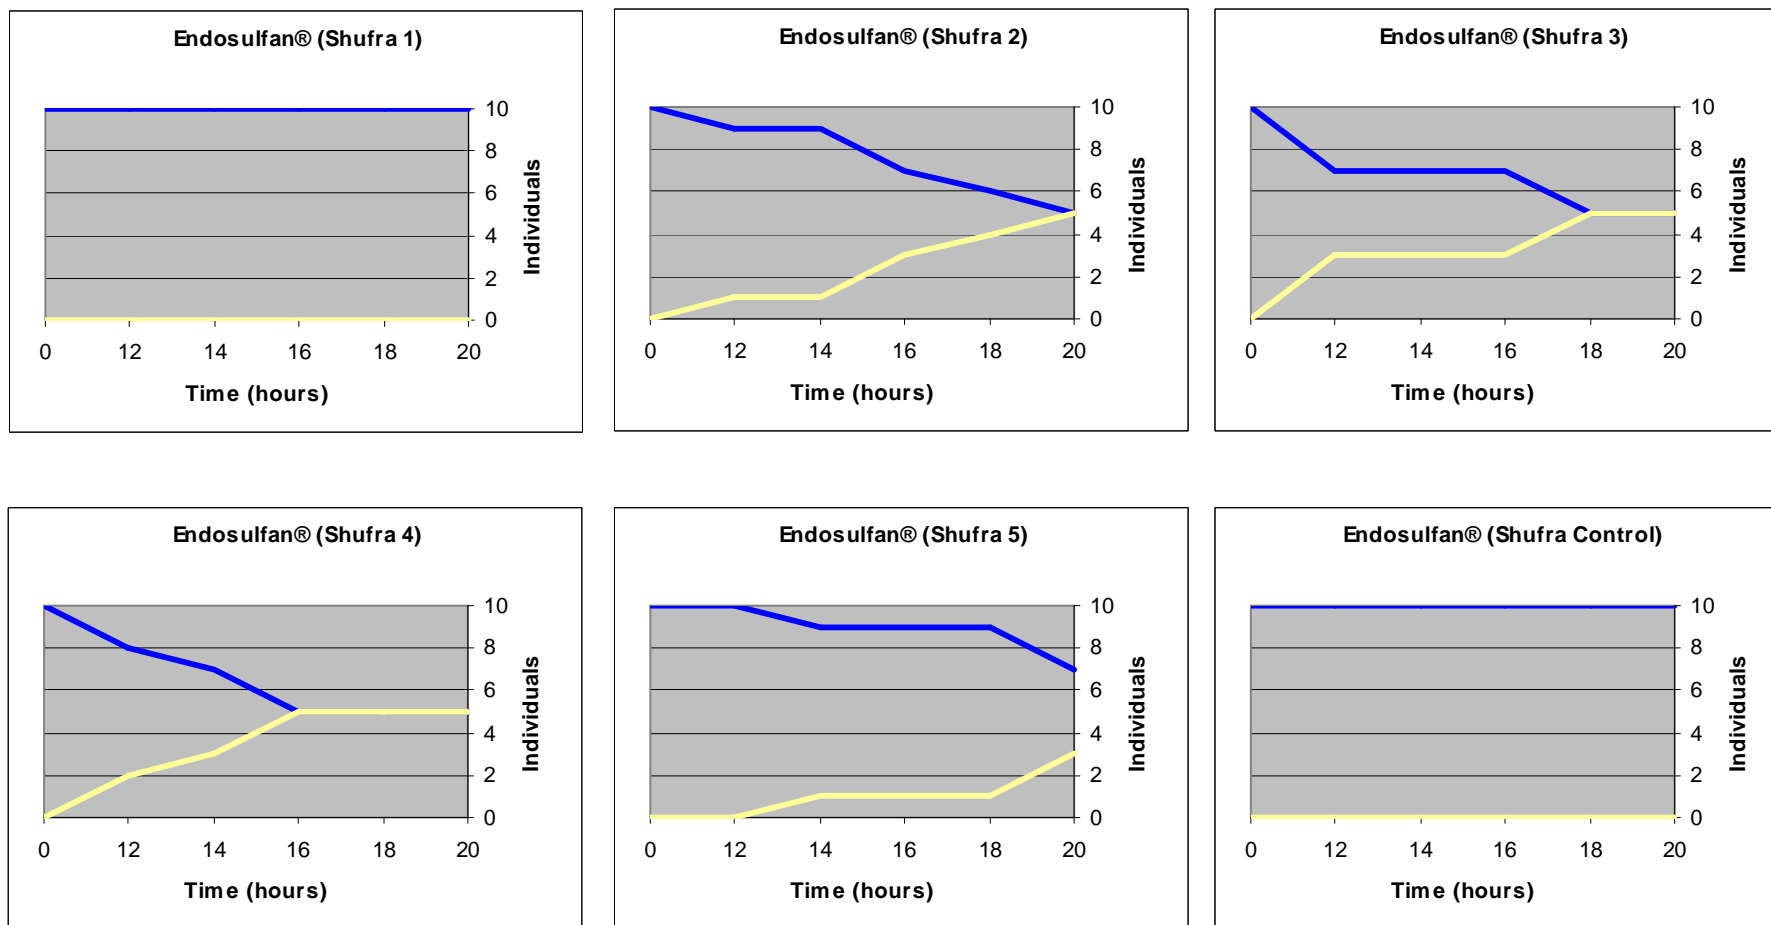 Endosulfan® (Shufra 1)
10
8
6
4
2
0
Individuals
0 12 14 16 18 20
Time (hours)
Endosulfan® (Shufra 2)
10
8
6
4
2
0
Individuals
0 12 14 16 18 20
Time (hours)
Endosulfan® (Shufra 3)
10
8
6
4
2
0
Individuals
0 12 14 16 18 20
Time (hours)
Endosulfan® (Shufra 4)
10
8
6
4
2
0
Individuals
0 12 14 16 18 20
Time (hours)
Endosulfan® (Shufra 5)
10
8
6
4
2
0
Individuals
0 12 14 16 18 20
Time (hours)
Endosulfan® (Shufra Control)
10
8
6
4
2
0
Individuals
0 12 14 16 18 20
Time (hours)